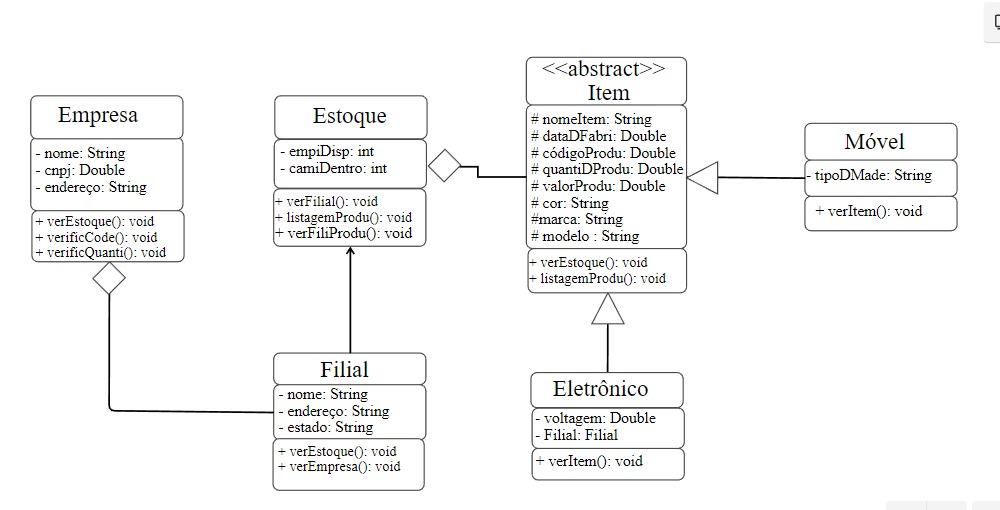 Empresa
- nome: String
- cnpj: Double
- endereço: String
+ verEstoque(): void
+ verificCode(): void
+ verificQuanti(): void
Estoque
- empiDisp: int
- camiDentro: int
+ verFilial(): void
+ listagemProdu(): void
+ verFiliProdu(): void
<<abstract>>
Item
# nomeItem: String
# dataDFabri: Double
# códigoProdu: Double
# quantiDProdu: Double
# valorProdu: Double
# cor: String
#marca: String
# modelo : String
+ verEstoque(): void
+ listagemProdu(): void
Móvel
- tipoDMade: String
+ verItem(): void
Filial
- nome: String
- endereço: String
- estado: String
+ verEstoque(): void
+ verEmpresa(): void
Eletrônico
- voltagem: Double
- Filial: Filial
+ verItem(): void